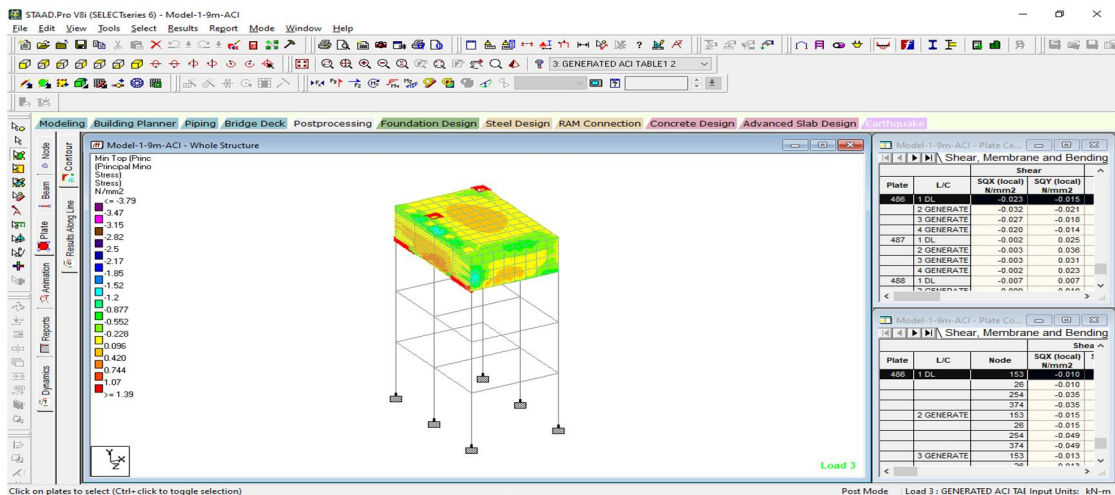 STAAD.Pro V8i (SELECTseries 6) - Model-1-9m-ACI
File Edit View Tools Select Results Report Mode Window Help
3: GENERATED ACI TABLE1 2
Modeling Building Planner Piping Bridge Deck Postprocessing Foundation Design Steel Design RAM Connection Concrete Design Advanced Slab Design Earthquake
Node
Beam
Plate
Animation
Reports
Dynamics
Contour
Results Along Line
Model-1-9m-ACI - Whole Structure
Min Top (Princ
(Principal Mino
Stress)
Stress)
N/mm2
<= -3.79
-3.47
-3.15
-2.82
-2.5
-2.17
-1.85
-1.52
-1.2
-0.877
-0.552
-0.228
0.096
0.420
0.744
1.07
>= 1.39
Y
X
Z
Load 3
Model-1-9m-ACI - Plate Ce...
Shear, Membrane and Bending
Shear
Plate L/C SQX (local) N/mm2 SQY (local) N/mm2
486 1 DL -0.023 -0.015
2 GENERATE -0.032 -0.021
3 GENERATE -0.027 -0.018
4 GENERATE -0.020 -0.014
487 1 DL -0.002 0.025
2 GENERATE -0.003 0.036
3 GENERATE -0.003 0.031
4 GENERATE -0.002 0.023
488 1 DL -0.007 0.007
Model-1-9m-ACI - Plate Co...
Shear, Membrane and Bending
Shea
Plate L/C Node SQX (local) N/mm2
486 1 DL 153 -0.010
26 -0.010
254 -0.035
374 -0.035
2 GENERATE 153 -0.015
26 -0.015
254 -0.049
374 -0.049
3 GENERATE 153 -0.013
Click on plates to select (Ctrl+click to toggle selection)
Post Mode Load 3 : GENERATED ACI TAE Input Units: kN-m